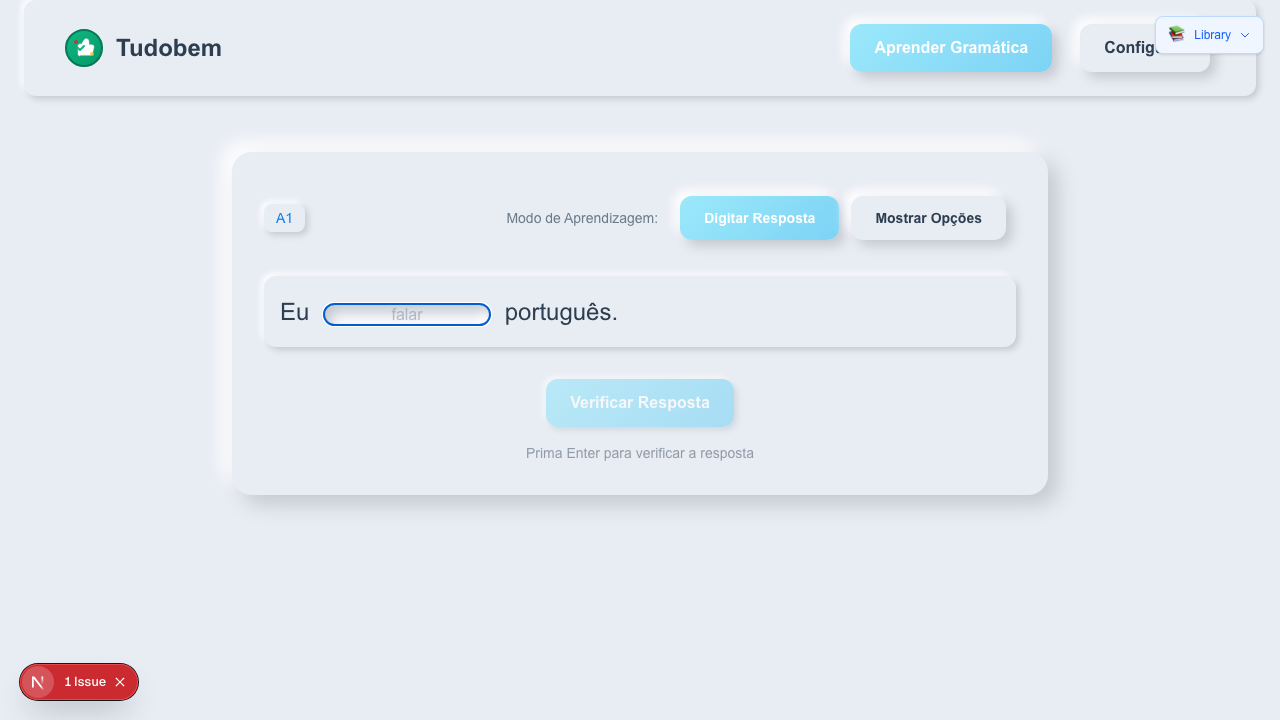 Tudobem
Aprender Gramática
Config
Library
A1
Modo de Aprendizagem:
Digitar Resposta
Mostrar Opções
Eu falar português.
Verificar Resposta
Prima Enter para verificar a resposta
1 Issue